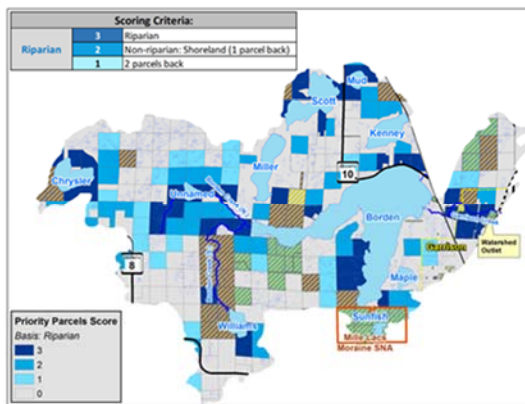 Scoring Criteria:
Riparian
3 Riparian
2 Non-riparian: Shoreland (1 parcel back)
1 2 parcels back
Mud
Scott
Kenney
Miller
10
Chrysler
Unnamed
Borden
Garrison
Watershed
Outlet
8
Maple
Williams
Sunfish
Mille Lacs
Moraine SNA
Priority Parcels Score
Basis: Riparian
3
2
1
0